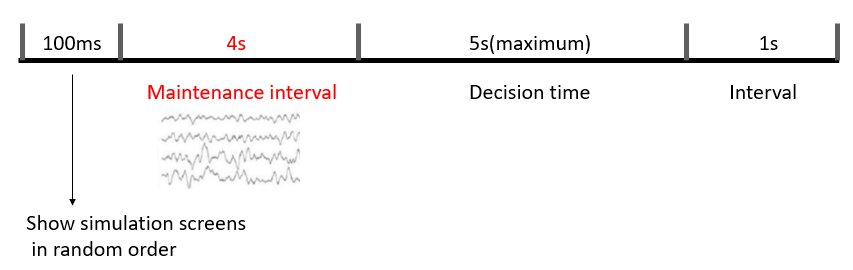 100ms
4s
5s(maximum)
1s
Maintenance interval
Decision time
Interval
Show simulation screens
in random order